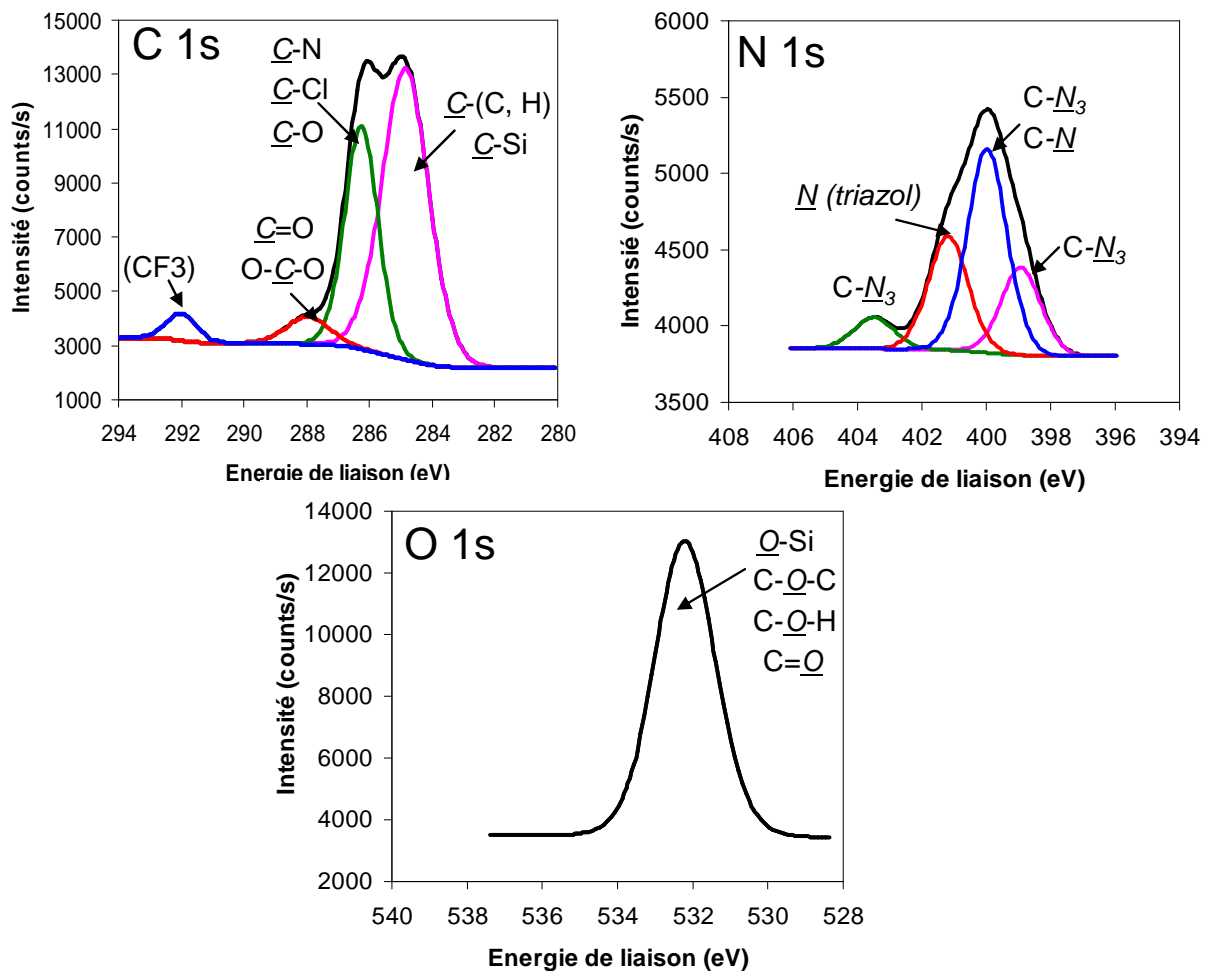 C 1s
Intensité (counts/s)
15000
13000
11000
9000
7000
5000
3000
1000
C-N
C-Cl
C-O
C-(C, H)
C-Si
C=O
O-C-O
(CF3)
294 292 290 288 286 284 282 280
Energie de liaison (eV)
N 1s
Intensié (counts/s)
6000
5500
5000
4500
4000
3500
C-N3
C-N
N (triazol)
C-N3
C-N3
408 406 404 402 400 398 396 394
Energie de liaison (eV)
O 1s
Intensité (counts/s)
14000
12000
10000
8000
6000
4000
2000
O-Si
C-O-C
C-O-H
C=O
540 538 536 534 532 530 528
Energie de liaison (eV)